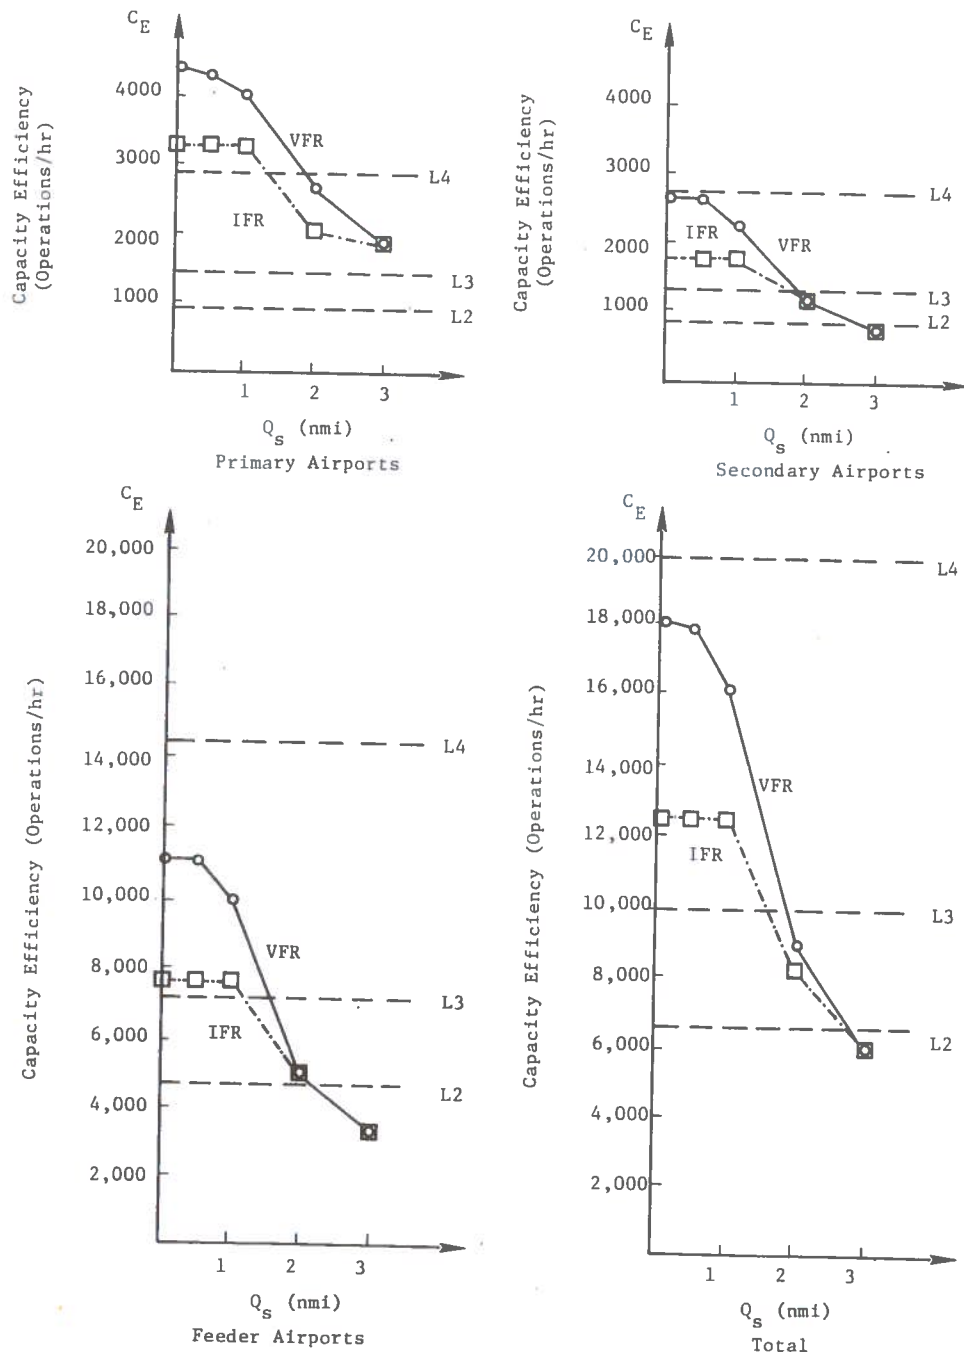 C_E
Capacity Efficiency
(Operations/hr)
4000
3000
2000
1000
VFR
IFR
L4
L3
L2
1 2 3
Q_s (nmi)
Primary Airports
C_E
Capacity Efficiency
(Operations/hr)
4000
3000
2000
1000
IFR
VFR
L4
L3
L2
1 2 3
Q_s (nmi)
Secondary Airports
C_E
Capacity Efficiency (Operations/hr)
20,000
18,000
16,000
14,000
12,000
10,000
8,000
6,000
4,000
2,000
L4
VFR
L3
IFR
L2
1 2 3
Q_s (nmi)
Feeder Airports
C_E
Capacity Efficiency (Operations/hr)
20,000
18,000
16,000
14,000
12,000
10,000
8,000
6,000
4,000
2,000
L4
VFR
IFR
L3
L2
1 2 3
Q_s (nmi)
Total